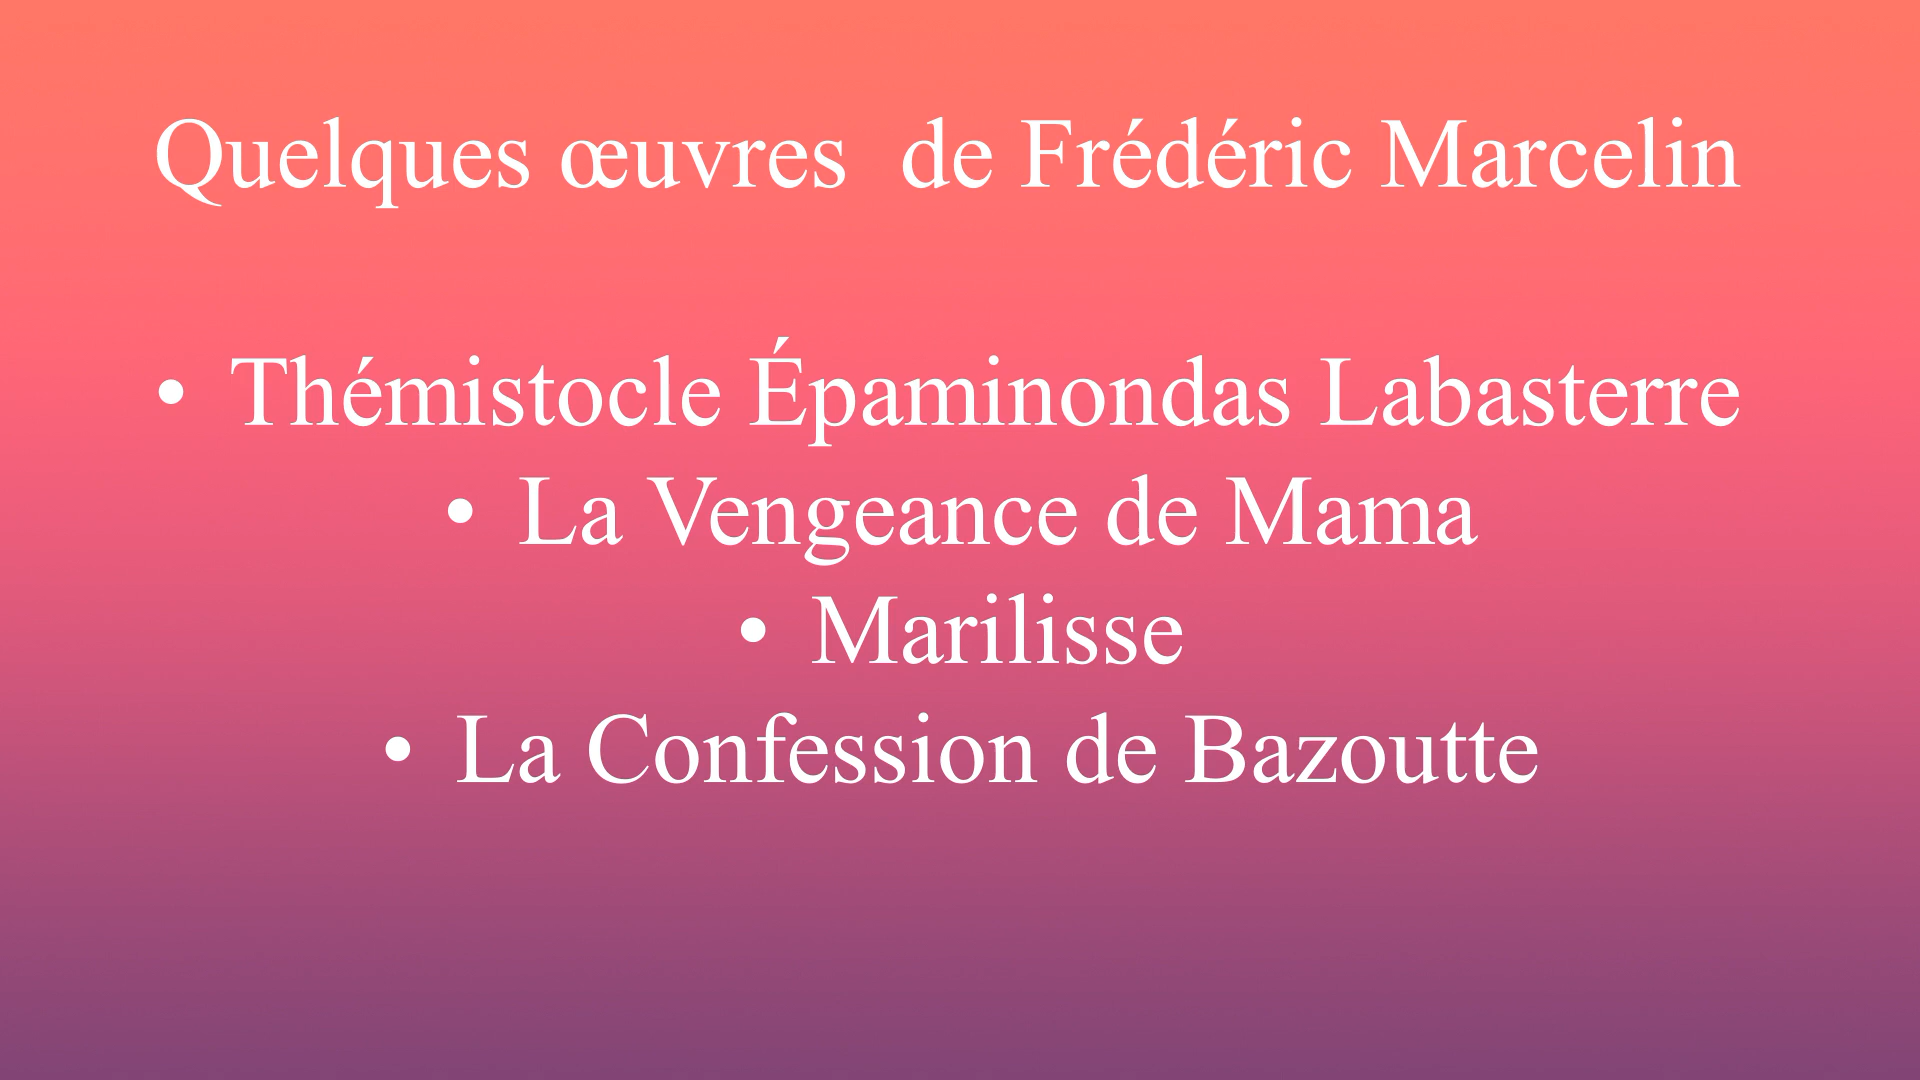 Quelques œuvres  de Frédéric Marcelin
• Thémistocle Épaminondas Labasterre
• La Vengeance de Mama
• Marilisse
• La Confession de Bazoutte